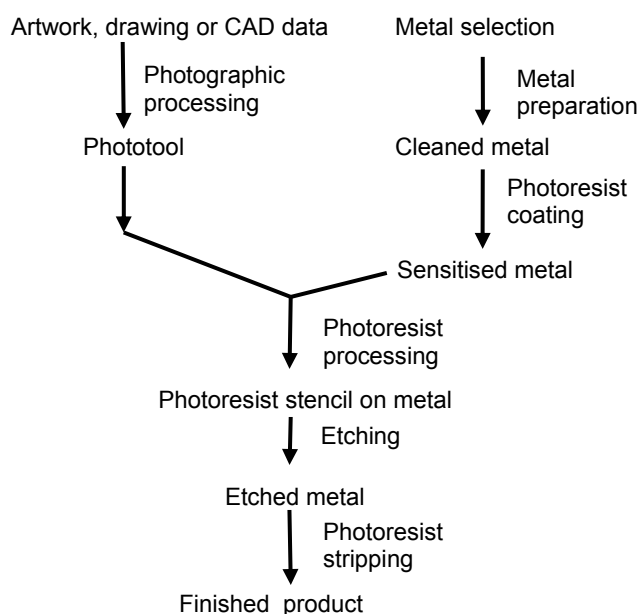 Artwork, drawing or CAD data
Metal selection
Photographic
processing
Metal
preparation
Phototool
Cleaned metal
Photoresist
coating
Sensitised metal
Photoresist
processing
Photoresist stencil on metal
Etching
Etched metal
Photoresist
stripping
Finished product